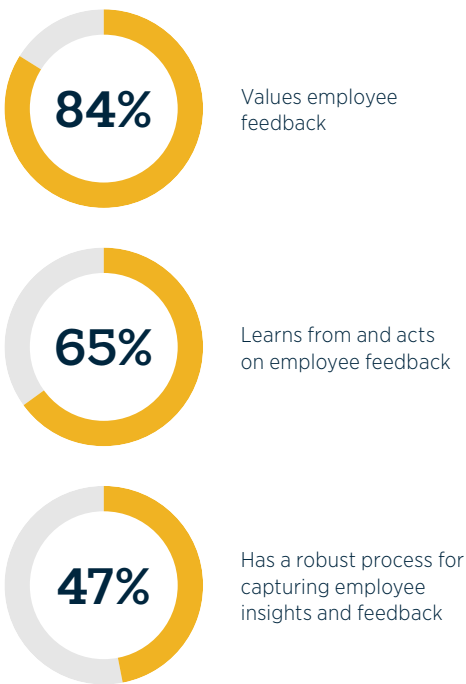 84%
Values employee
feedback
65%
Learns from and acts
on employee feedback
47%
Has a robust process for
capturing employee
insights and feedback